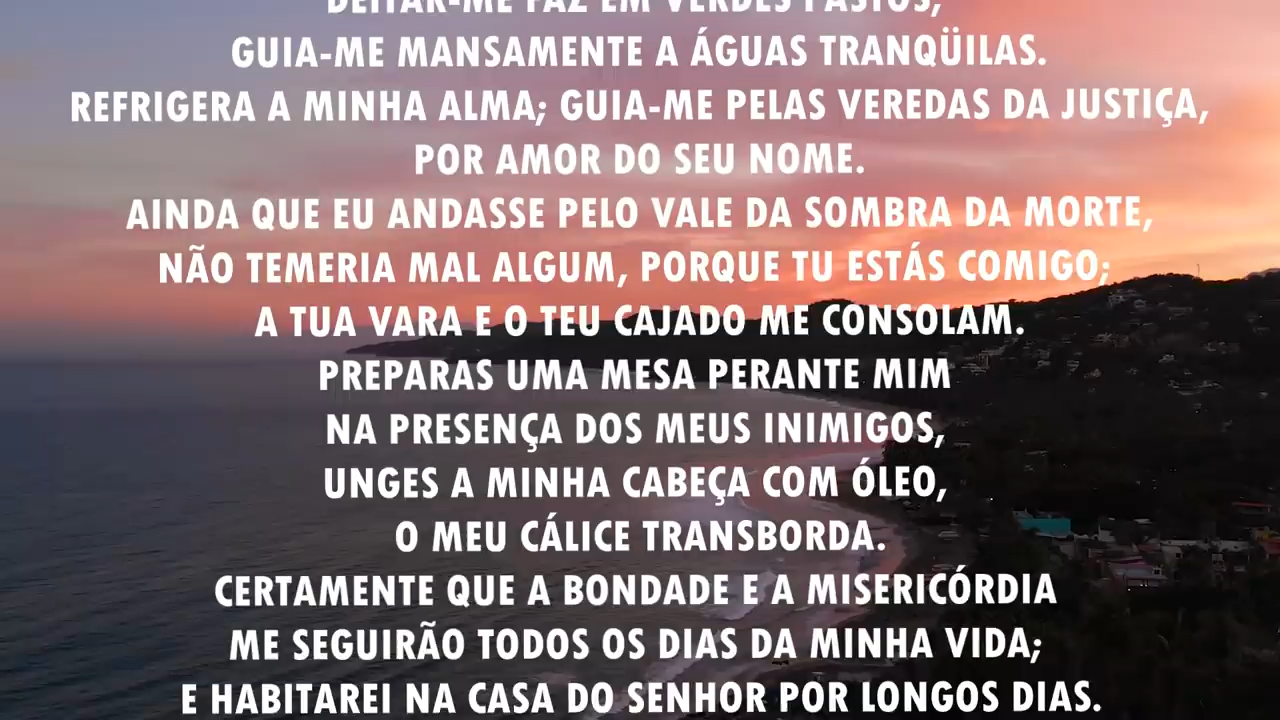 DEITAR-ME FAZ EM VERDES PASTOS,
GUIA-ME MANSAMENTE A ÁGUAS TRANQÜILAS.
REFRIGERA A MINHA ALMA; GUIA-ME PELAS VEREDAS DA JUSTIÇA,
POR AMOR DO SEU NOME.
AINDA QUE EU ANDASSE PELO VALE DA SOMBRA DA MORTE,
NÃO TEMERIA MAL ALGUM, PORQUE TU ESTÁS COMIGO;
A TUA VARA E O TEU CAJADO ME CONSOLAM.
PREPARAS UMA MESA PERANTE MIM
NA PRESENÇA DOS MEUS INIMIGOS,
UNGES A MINHA CABEÇA COM ÓLEO,
O MEU CÁLICE TRANSBORDA.
CERTAMENTE QUE A BONDADE E A MISERICÓRDIA
ME SEGUIRÃO TODOS OS DIAS DA MINHA VIDA;
E HABITAREI NA CASA DO SENHOR POR LONGOS DIAS.